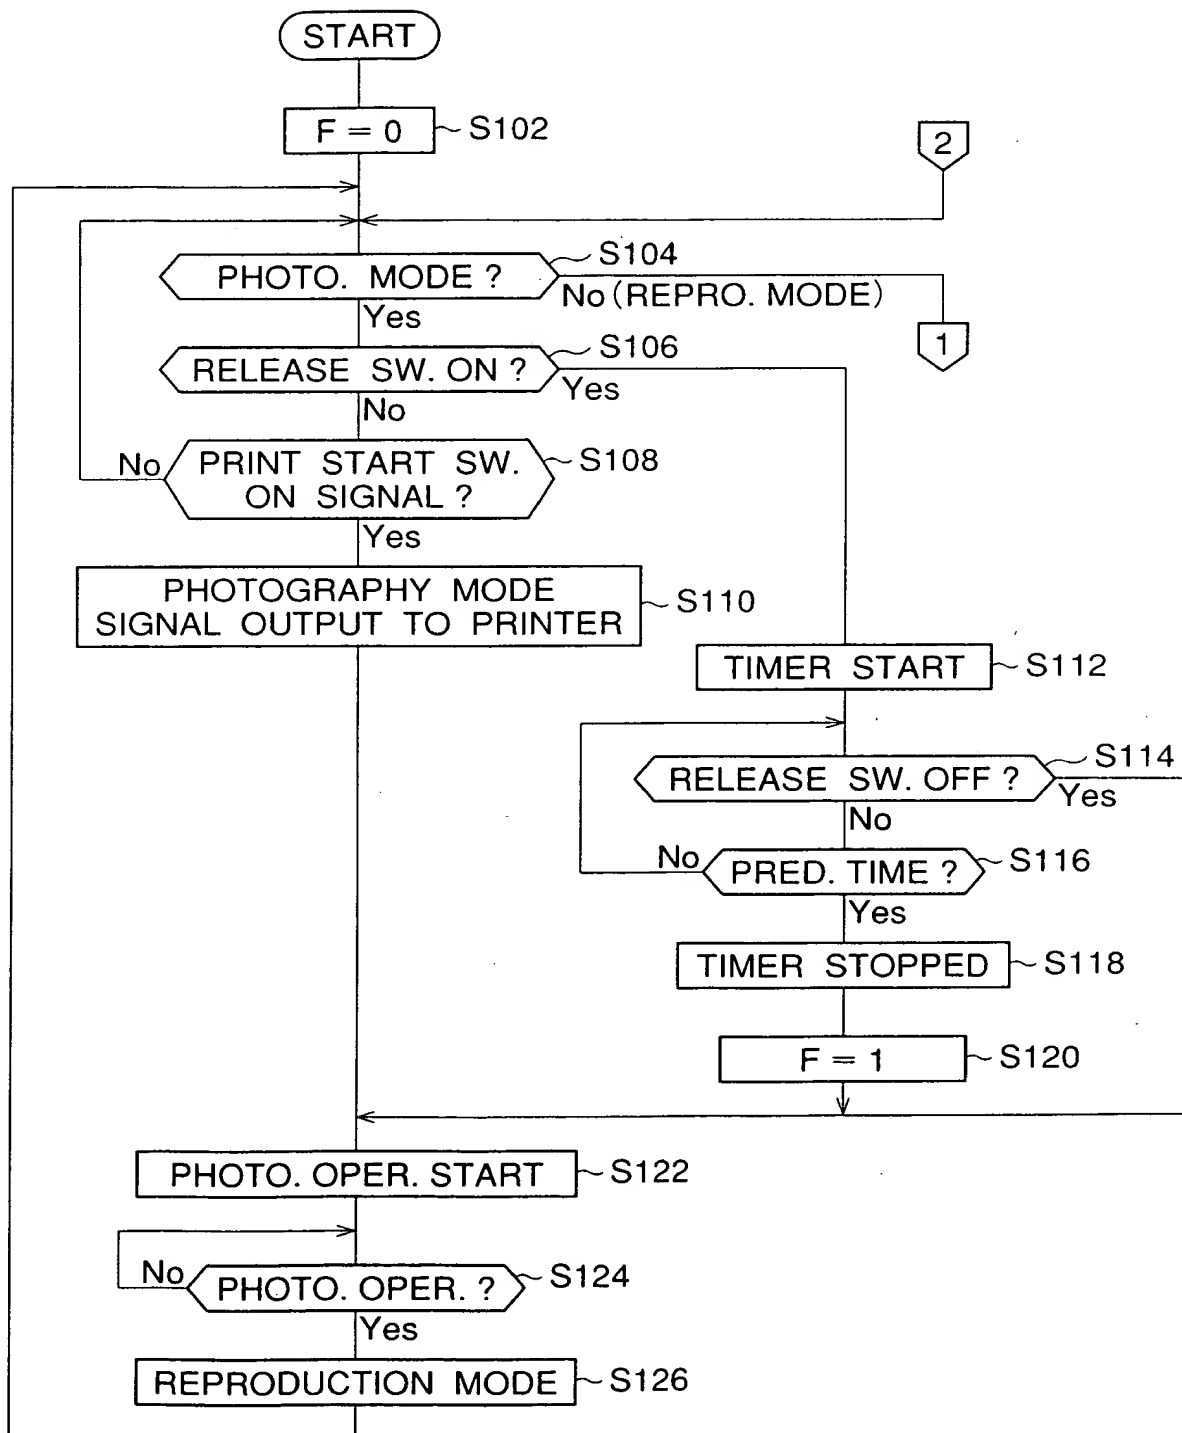 START
F = 0
S102
2
PHOTO. MODE ?
S104
No (REPRO. MODE)
Yes
1
RELEASE SW. ON ?
S106
Yes
No
PRINT START SW.
ON SIGNAL ?
S108
No
Yes
PHOTOGRAPHY MODE
SIGNAL OUTPUT TO PRINTER
S110
TIMER START
S112
RELEASE SW. OFF ?
S114
Yes
No
PRED. TIME ?
S116
No
Yes
TIMER STOPPED
S118
F = 1
S120
PHOTO. OPER. START
S122
PHOTO. OPER. ?
S124
No
Yes
REPRODUCTION MODE
S126